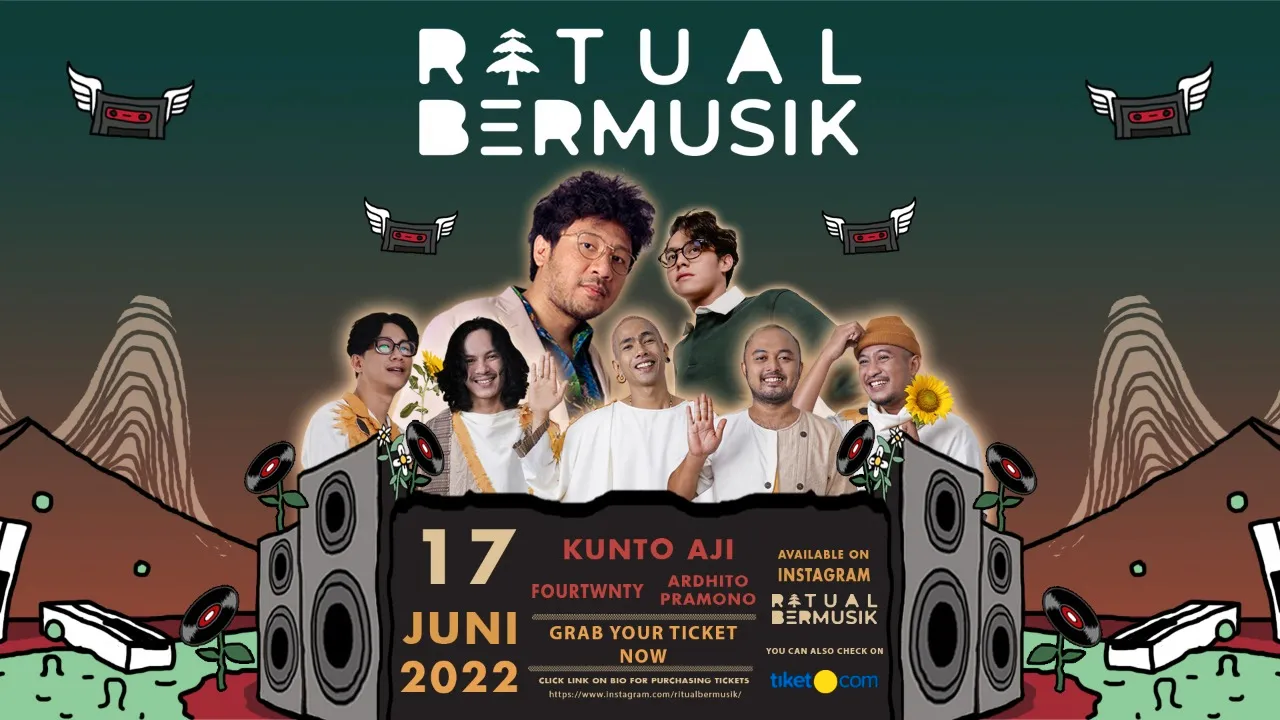 RITUAL
BERMUSIK
17
JUNI
2022
KUNTO AJI
FOURTWNTY
ARDHITO
PRAMONO
GRAB YOUR TICKET
NOW
CLICK LINK ON BIO FOR PURCHASING TICKETS
https://www.instagram.com/ritualbermusik/
AVAILABLE ON
INSTAGRAM
RITUAL
BERMUSIK
YOU CAN ALSO CHECK ON
tiket.com